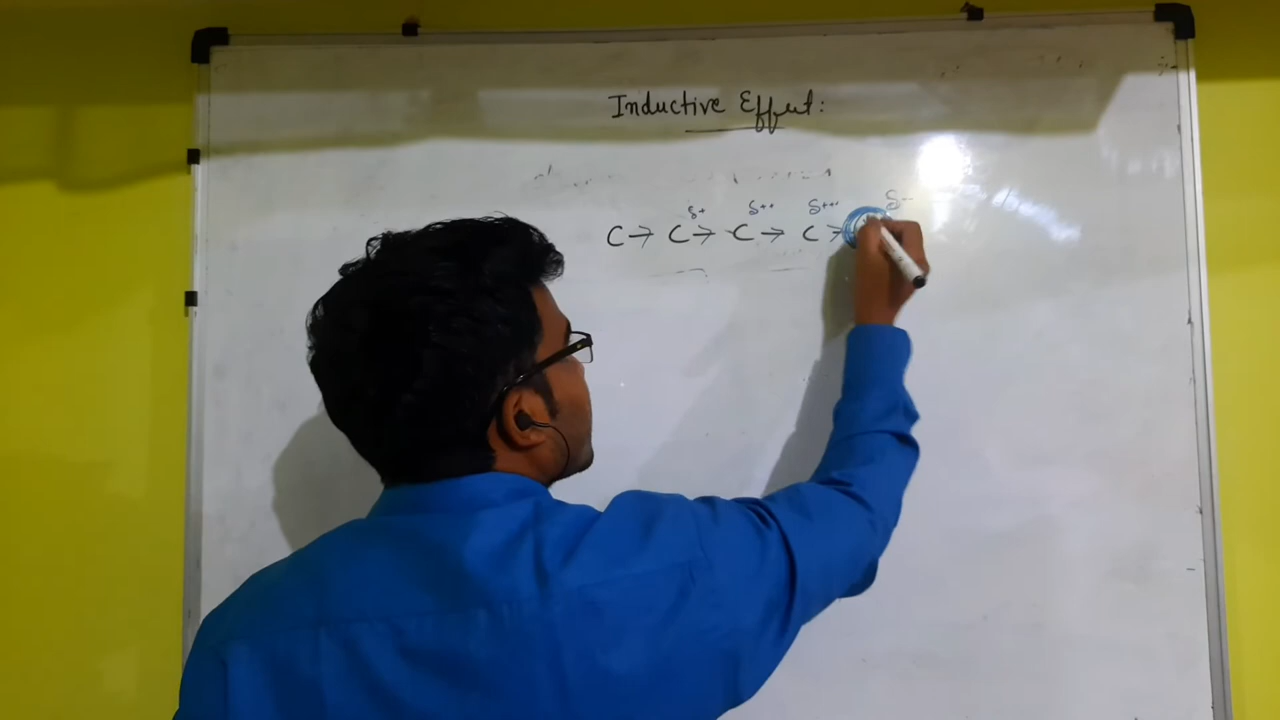 Inductive Effect:
δ+ δ++ δ+++ δ-
C → C → C → C →